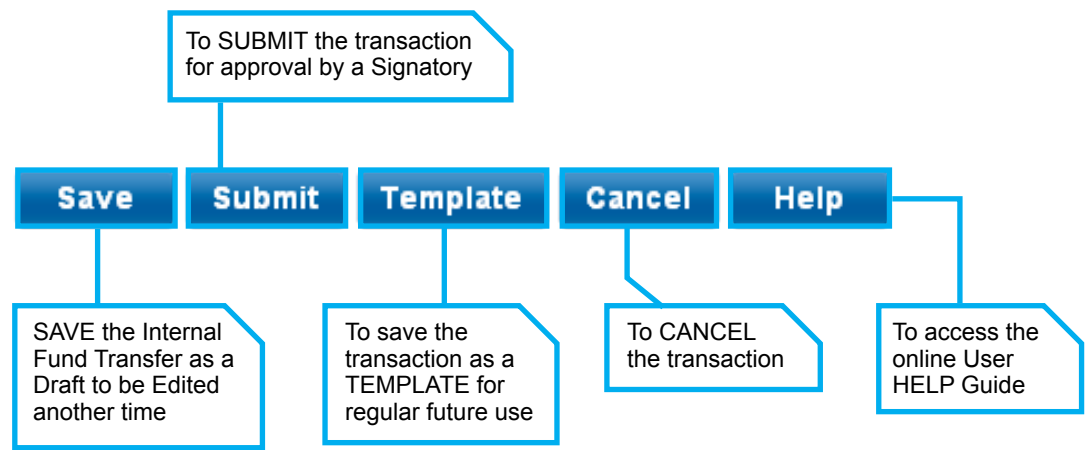 To SUBMIT the transaction
for approval by a Signatory
Save
Submit
Template
Cancel
Help
SAVE the Internal
Fund Transfer as a
Draft to be Edited
another time
To save the
transaction as a
TEMPLATE for
regular future use
To CANCEL
the transaction
To access the
online User
HELP Guide